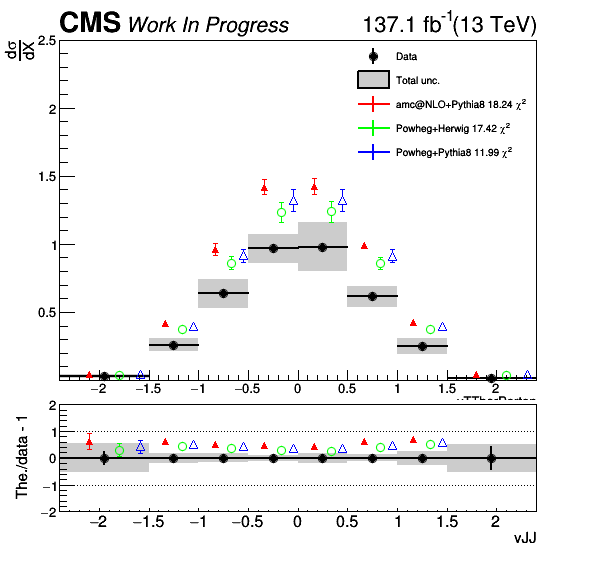 CMS Work In Progress 137.1 fb⁻¹(13 TeV)
dσ
dX
2.5
2
1.5
1
0.5
Data
Total unc.
amc@NLO+Pythia8 18.24 χ²
Powheg+Herwig 17.42 χ²
Powheg+Pythia8 11.99 χ²
−2 −1.5 −1 −0.5 0 0.5 1 1.5 2
The./data - 1
2
1
0
−1
−2
−2 −1.5 −1 −0.5 0 0.5 1 1.5 2
yJJ